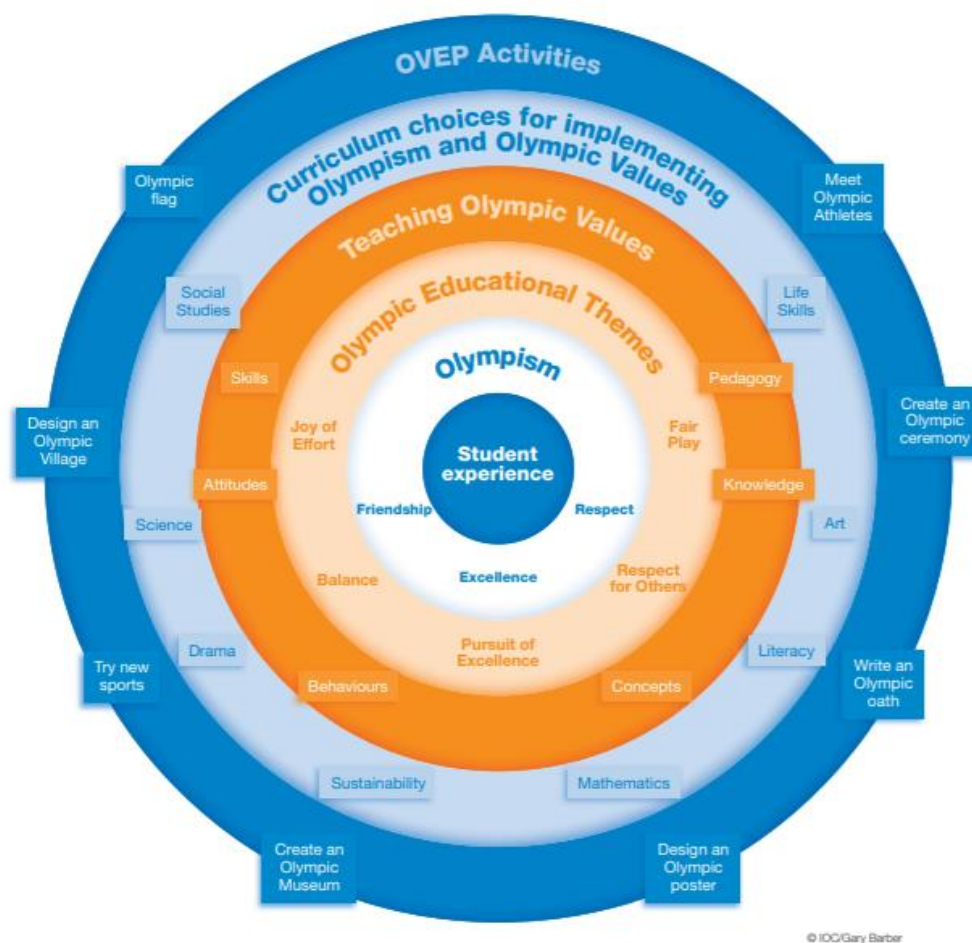 OVEP Activities
Curriculum choices for implementing
Olympism and Olympic Values
Teaching Olympic Values
Olympic Educational Themes
Olympism
Student
experience
Friendship
Respect
Excellence
Joy of
Effort
Fair
Play
Balance
Respect
for Others
Pursuit of
Excellence
Skills
Pedagogy
Attitudes
Knowledge
Behaviours
Concepts
Social
Studies
Life
Skills
Science
Art
Drama
Literacy
Sustainability
Mathematics
Olympic
flag
Meet
Olympic
Athletes
Design an
Olympic
Village
Create an
Olympic
ceremony
Try new
sports
Write an
Olympic
oath
Create an
Olympic
Museum
Design an
Olympic
poster
© IOC/Gary Barber